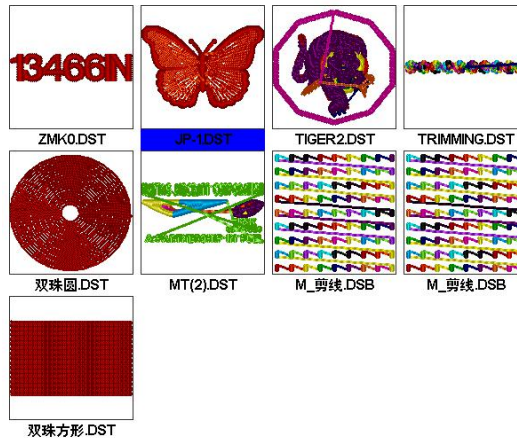 13466IN
ZMK0.DST
JP-1.DST
TIGER2.DST
TRIMMING.DST
双珠圆.DST
MT(2).DST
M_剪线.DSB
M_剪线.DSB
双珠方形.DST